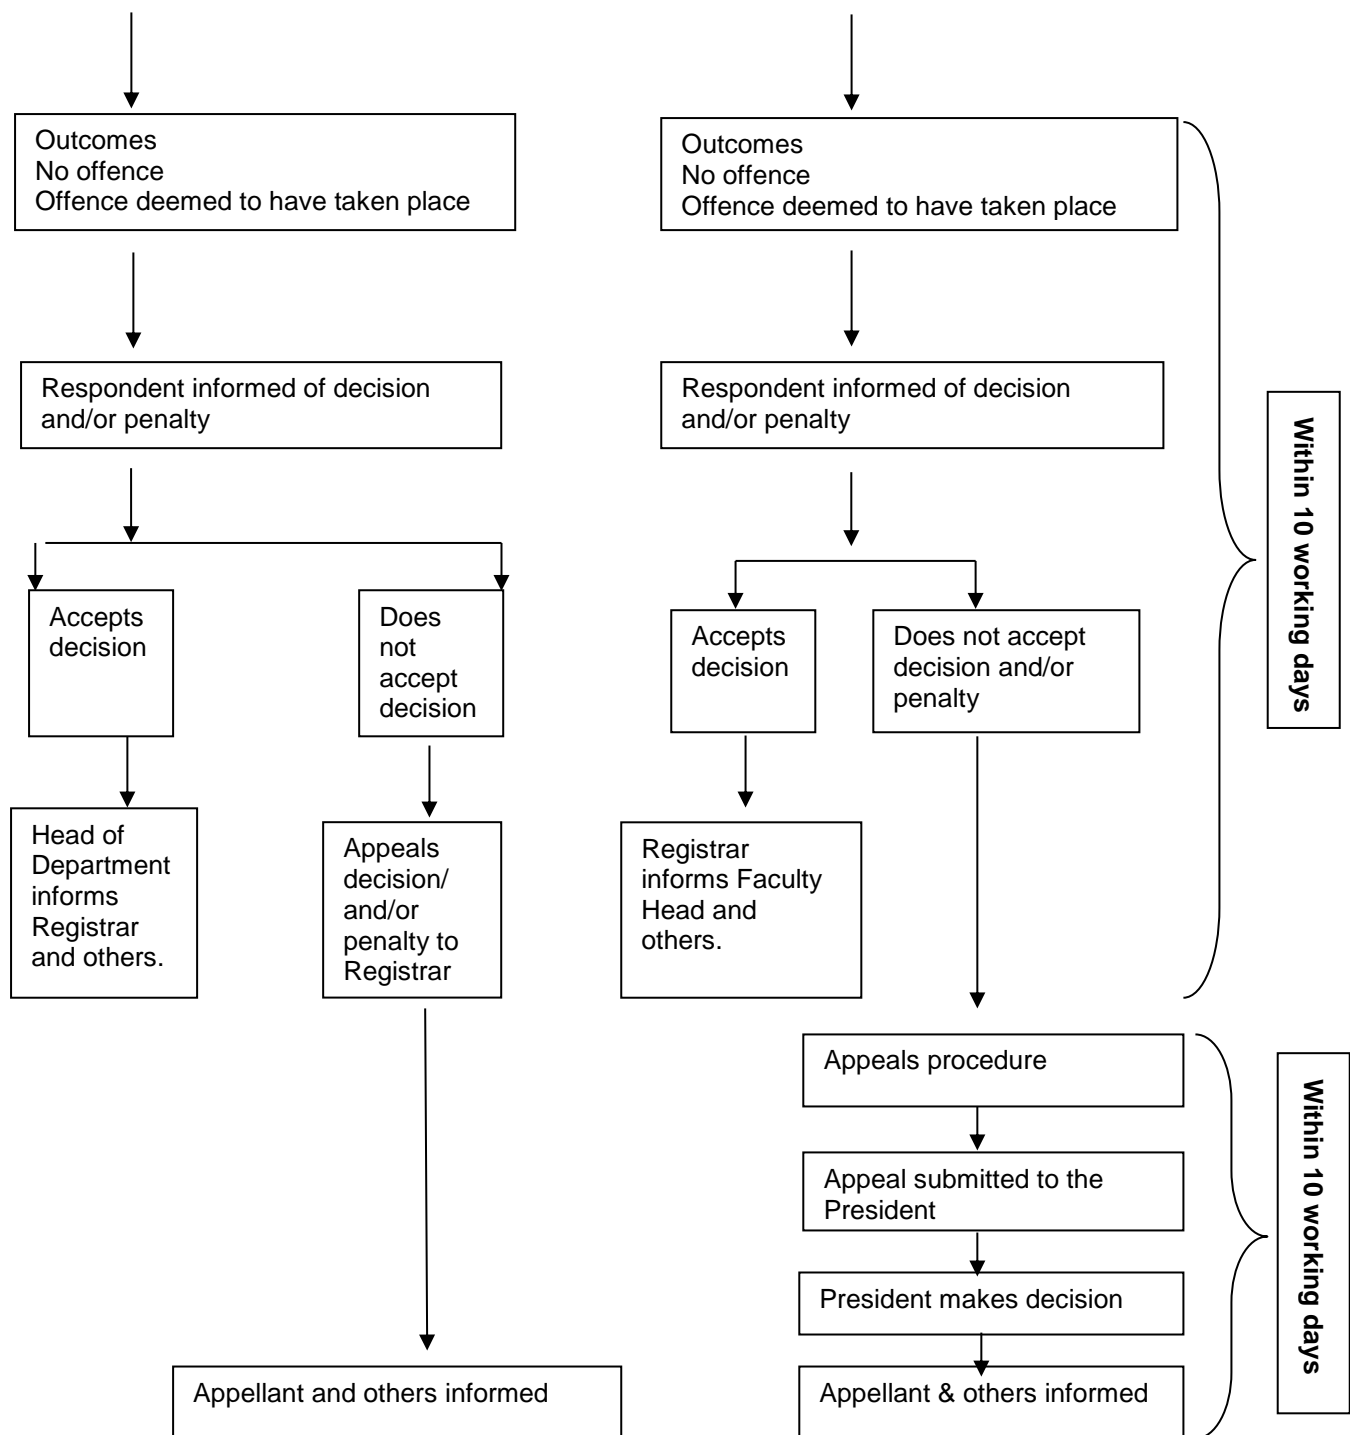 Outcomes
No offence
Offence deemed to have taken place
Outcomes
No offence
Offence deemed to have taken place
Respondent informed of decision
and/or penalty
Respondent informed of decision
and/or penalty
Within 10 working days
Accepts
decision
Does
not
accept
decision
Accepts
decision
Does not accept
decision and/or
penalty
Head of
Department
informs
Registrar
and others.
Appeals
decision/
and/or
penalty to
Registrar
Registrar
informs Faculty
Head and
others.
Appeals procedure
Appeal submitted to the
President
President makes decision
Within 10 working days
Appellant and others informed
Appellant & others informed